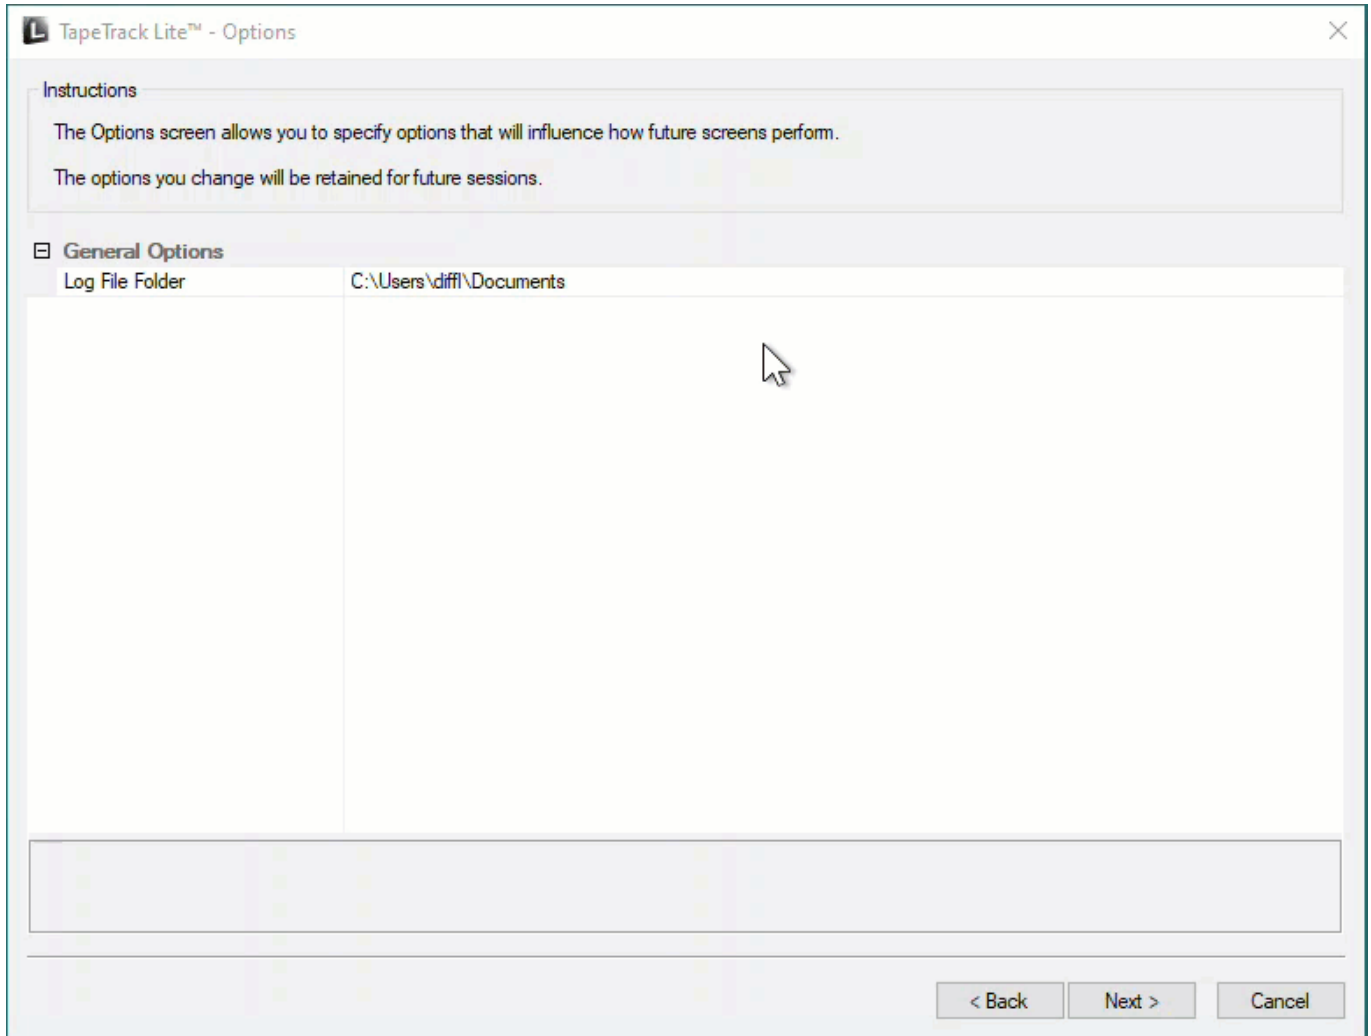 TapeTrack Lite™ - Options
Instructions
The Options screen allows you to specify options that will influence how future screens perform.
The options you change will be retained for future sessions.
General Options
Log File Folder C:\Users\diffl\Documents
< Back Next > Cancel